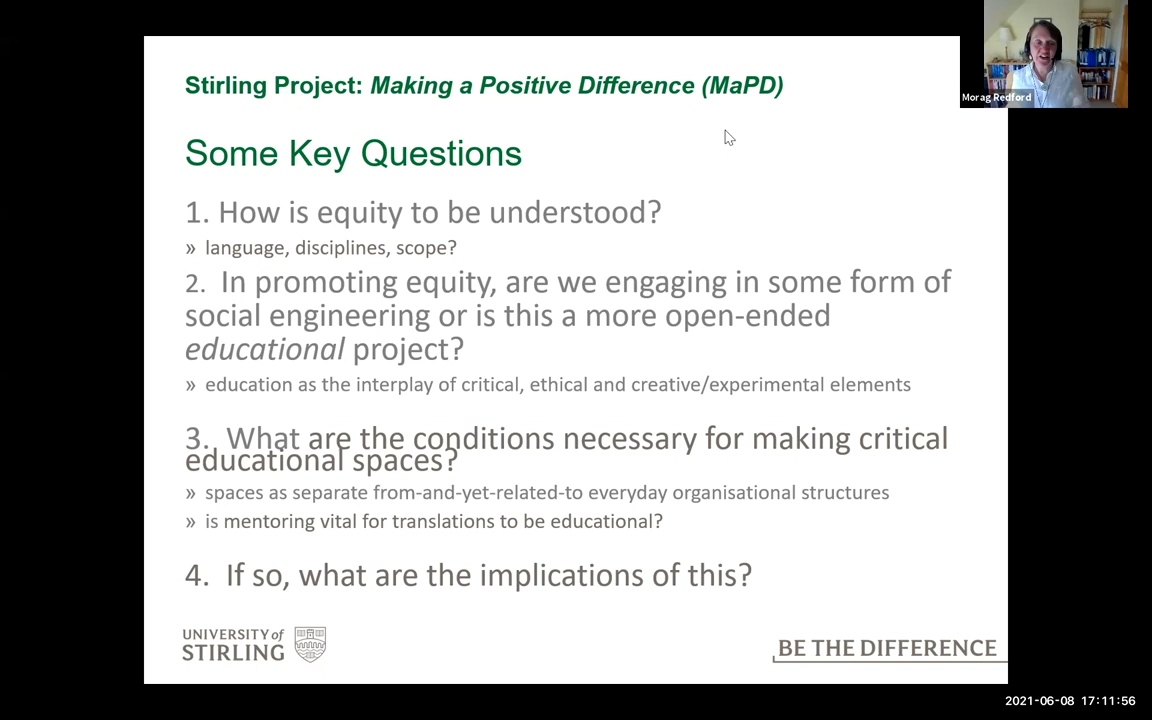 Stirling Project: Making a Positive Difference (MaPD)
Morag Redford
Some Key Questions
1. How is equity to be understood?
» language, disciplines, scope?
2. In promoting equity, are we engaging in some form of
social engineering or is this a more open-ended
educational project?
» education as the interplay of critical, ethical and creative/experimental elements
3. What are the conditions necessary for making critical
educational spaces?
» spaces as separate from-and-yet-related-to everyday organisational structures
» is mentoring vital for translations to be educational?
4. If so, what are the implications of this?
UNIVERSITY of
STIRLING
BE THE DIFFERENCE
2021-06-08 17:11:56